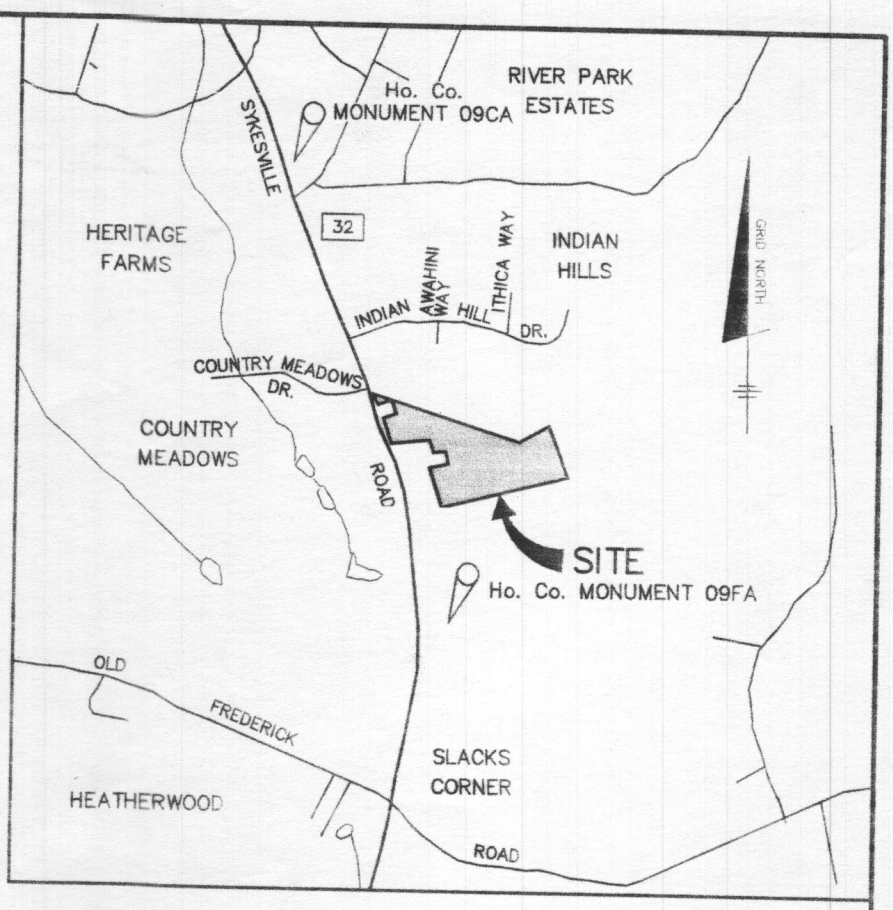 RIVER PARK
ESTATES
Ho. Co.
MONUMENT 09CA
SYKESVILLE
32
HERITAGE
FARMS
GRID NORTH
INDIAN
HILLS
AWAHINI
WAY
ITHICA WAY
INDIAN HILL DR.
COUNTRY MEADOWS
DR.
COUNTRY
MEADOWS
ROAD
SITE
Ho. Co. MONUMENT 09FA
OLD
FREDERICK
SLACKS
CORNER
HEATHERWOOD
ROAD